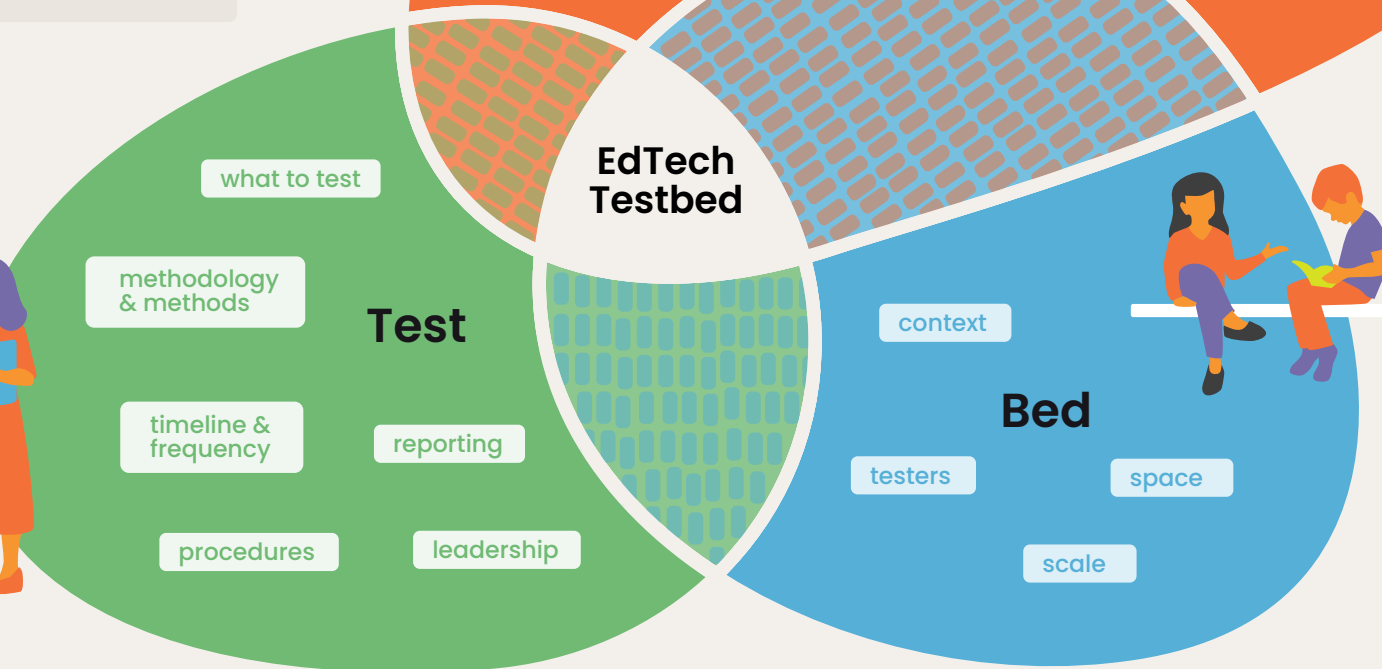 EdTech
Testbed
what to test
methodology
& methods
Test
timeline &
frequency
reporting
procedures
leadership
context
Bed
testers
space
scale